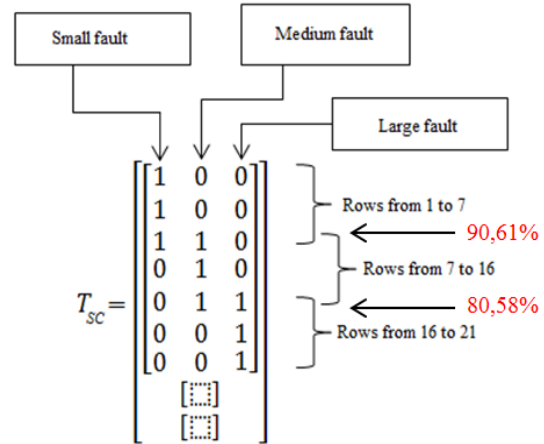 Small fault
Medium fault
Large fault
1 0 0
1 0 0
1 1 0
0 1 0
T_SC = 0 1 1
0 0 1
0 0 1
Rows from 1 to 7
90,61%
Rows from 7 to 16
80,58%
Rows from 16 to 21